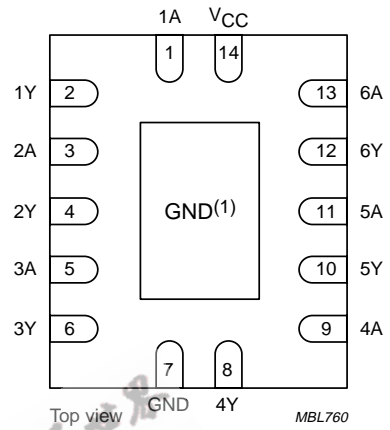 1A VCC
1 14
1Y 2 13 6A
2A 3 12 6Y
GND(1)
2Y 4 11 5A
3A 5 10 5Y
3Y 6 9 4A
7 8
GND 4Y
Top view MBL760